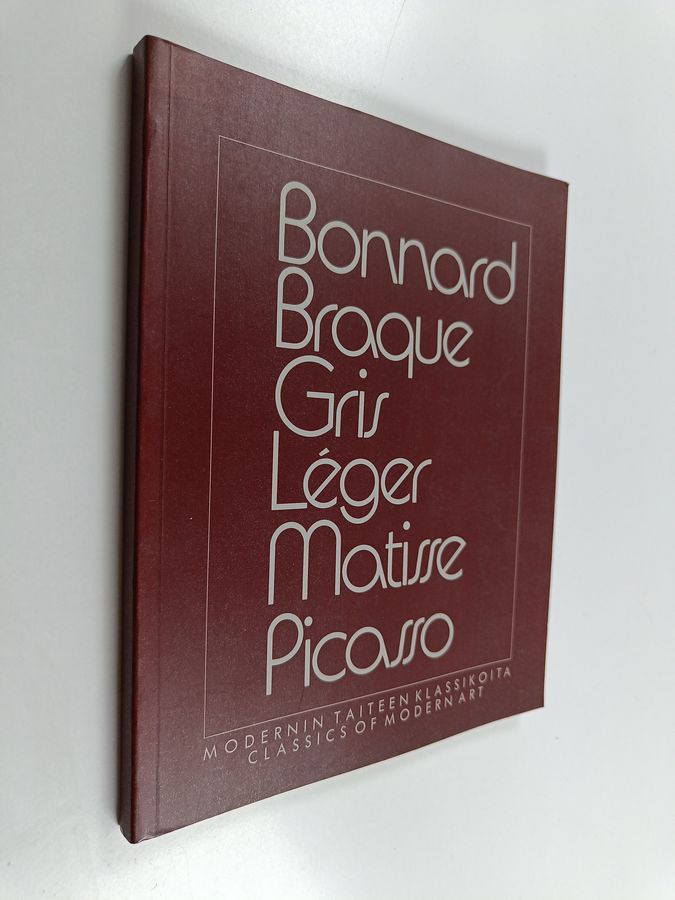 Bonnard
Braque
Gris
Léger
Matisse
Picasso
MODERNIN TAITEEN KLASSIKOITA
CLASSICS OF MODERN ART